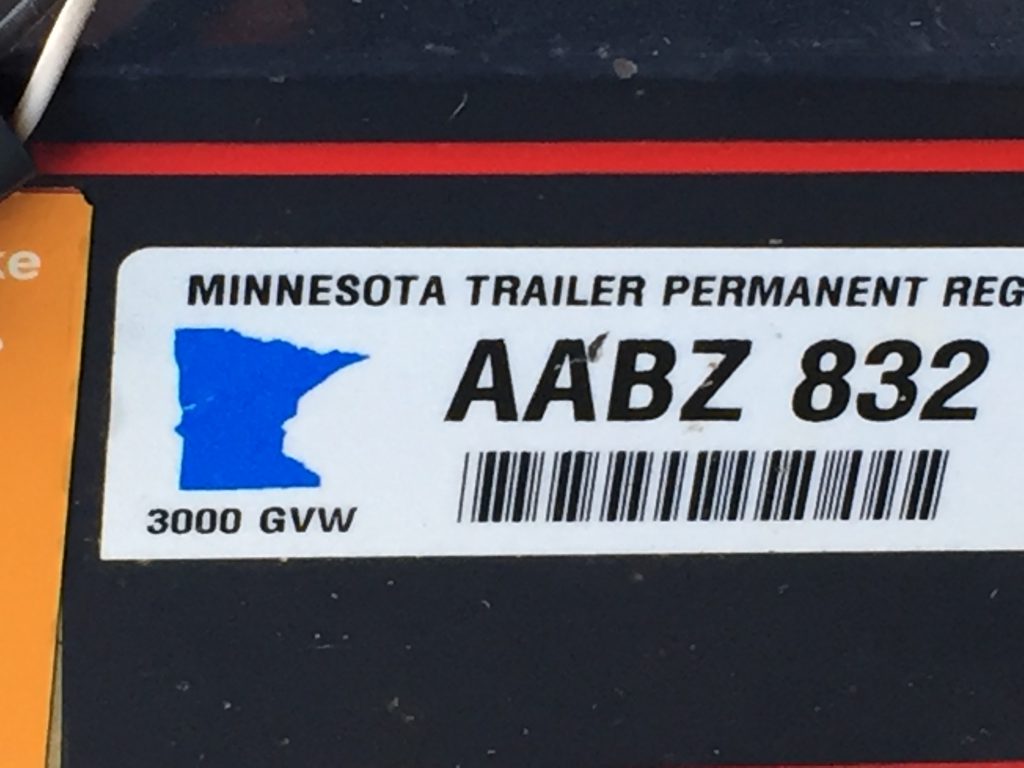 MINNESOTA TRAILER PERMANENT REG
AABZ 832
3000 GVW